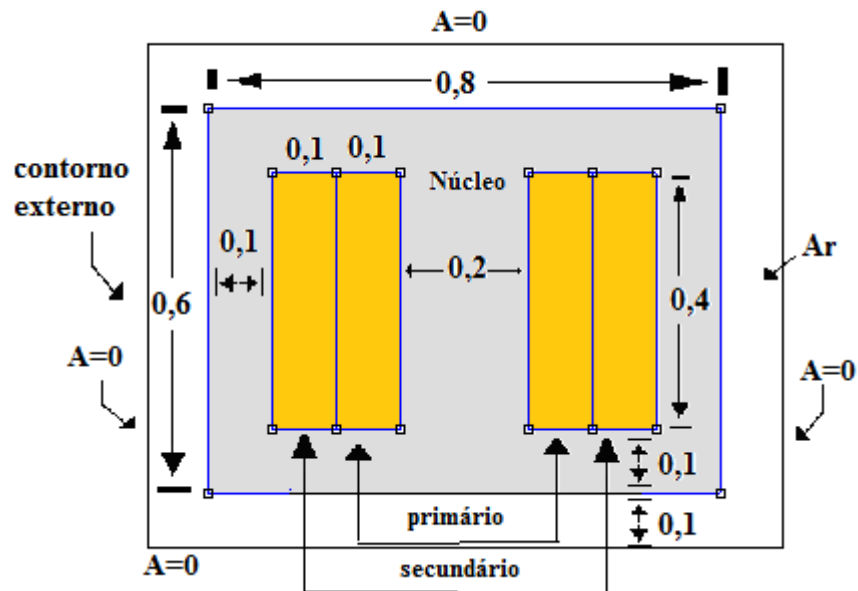 A=0
0,8
0,1 0,1
Núcleo
contorno
externo
0,1
0,2
Ar
0,6
0,4
A=0
A=0
0,1
0,1
primário
A=0
secundário